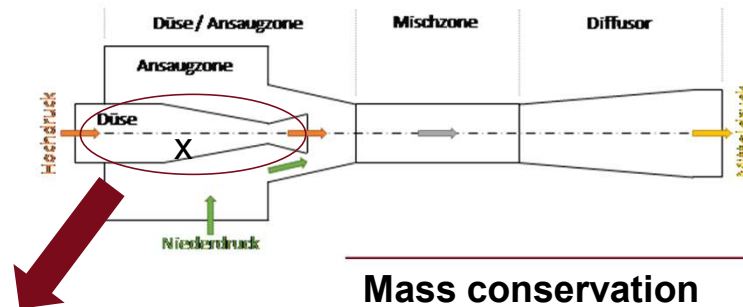 Düse / Ansaugzone Mischzone Diffusor
Ansaugzone
Düse
Hochdruck
X
Niederdruck
Mass conservation